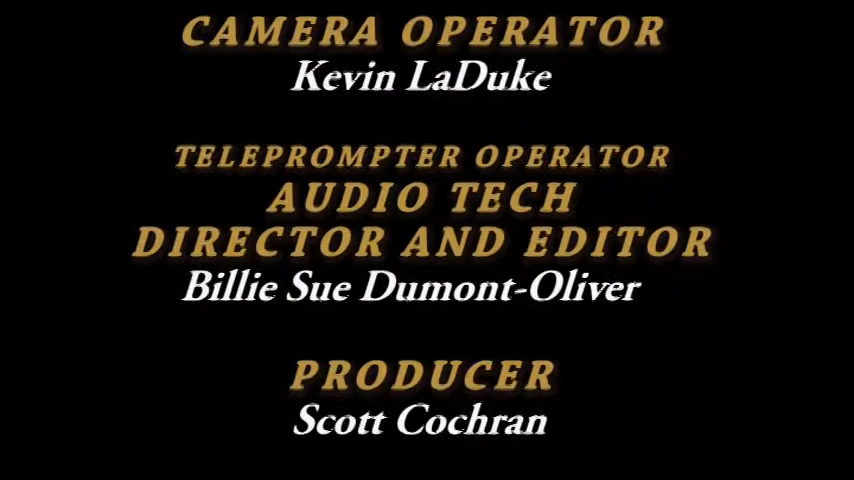 CAMERA OPERATOR
Kevin LaDuke
TELEPROMPTER OPERATOR
AUDIO TECH
DIRECTOR AND EDITOR
Billie Sue Dumont-Oliver
PRODUCER
Scott Cochran